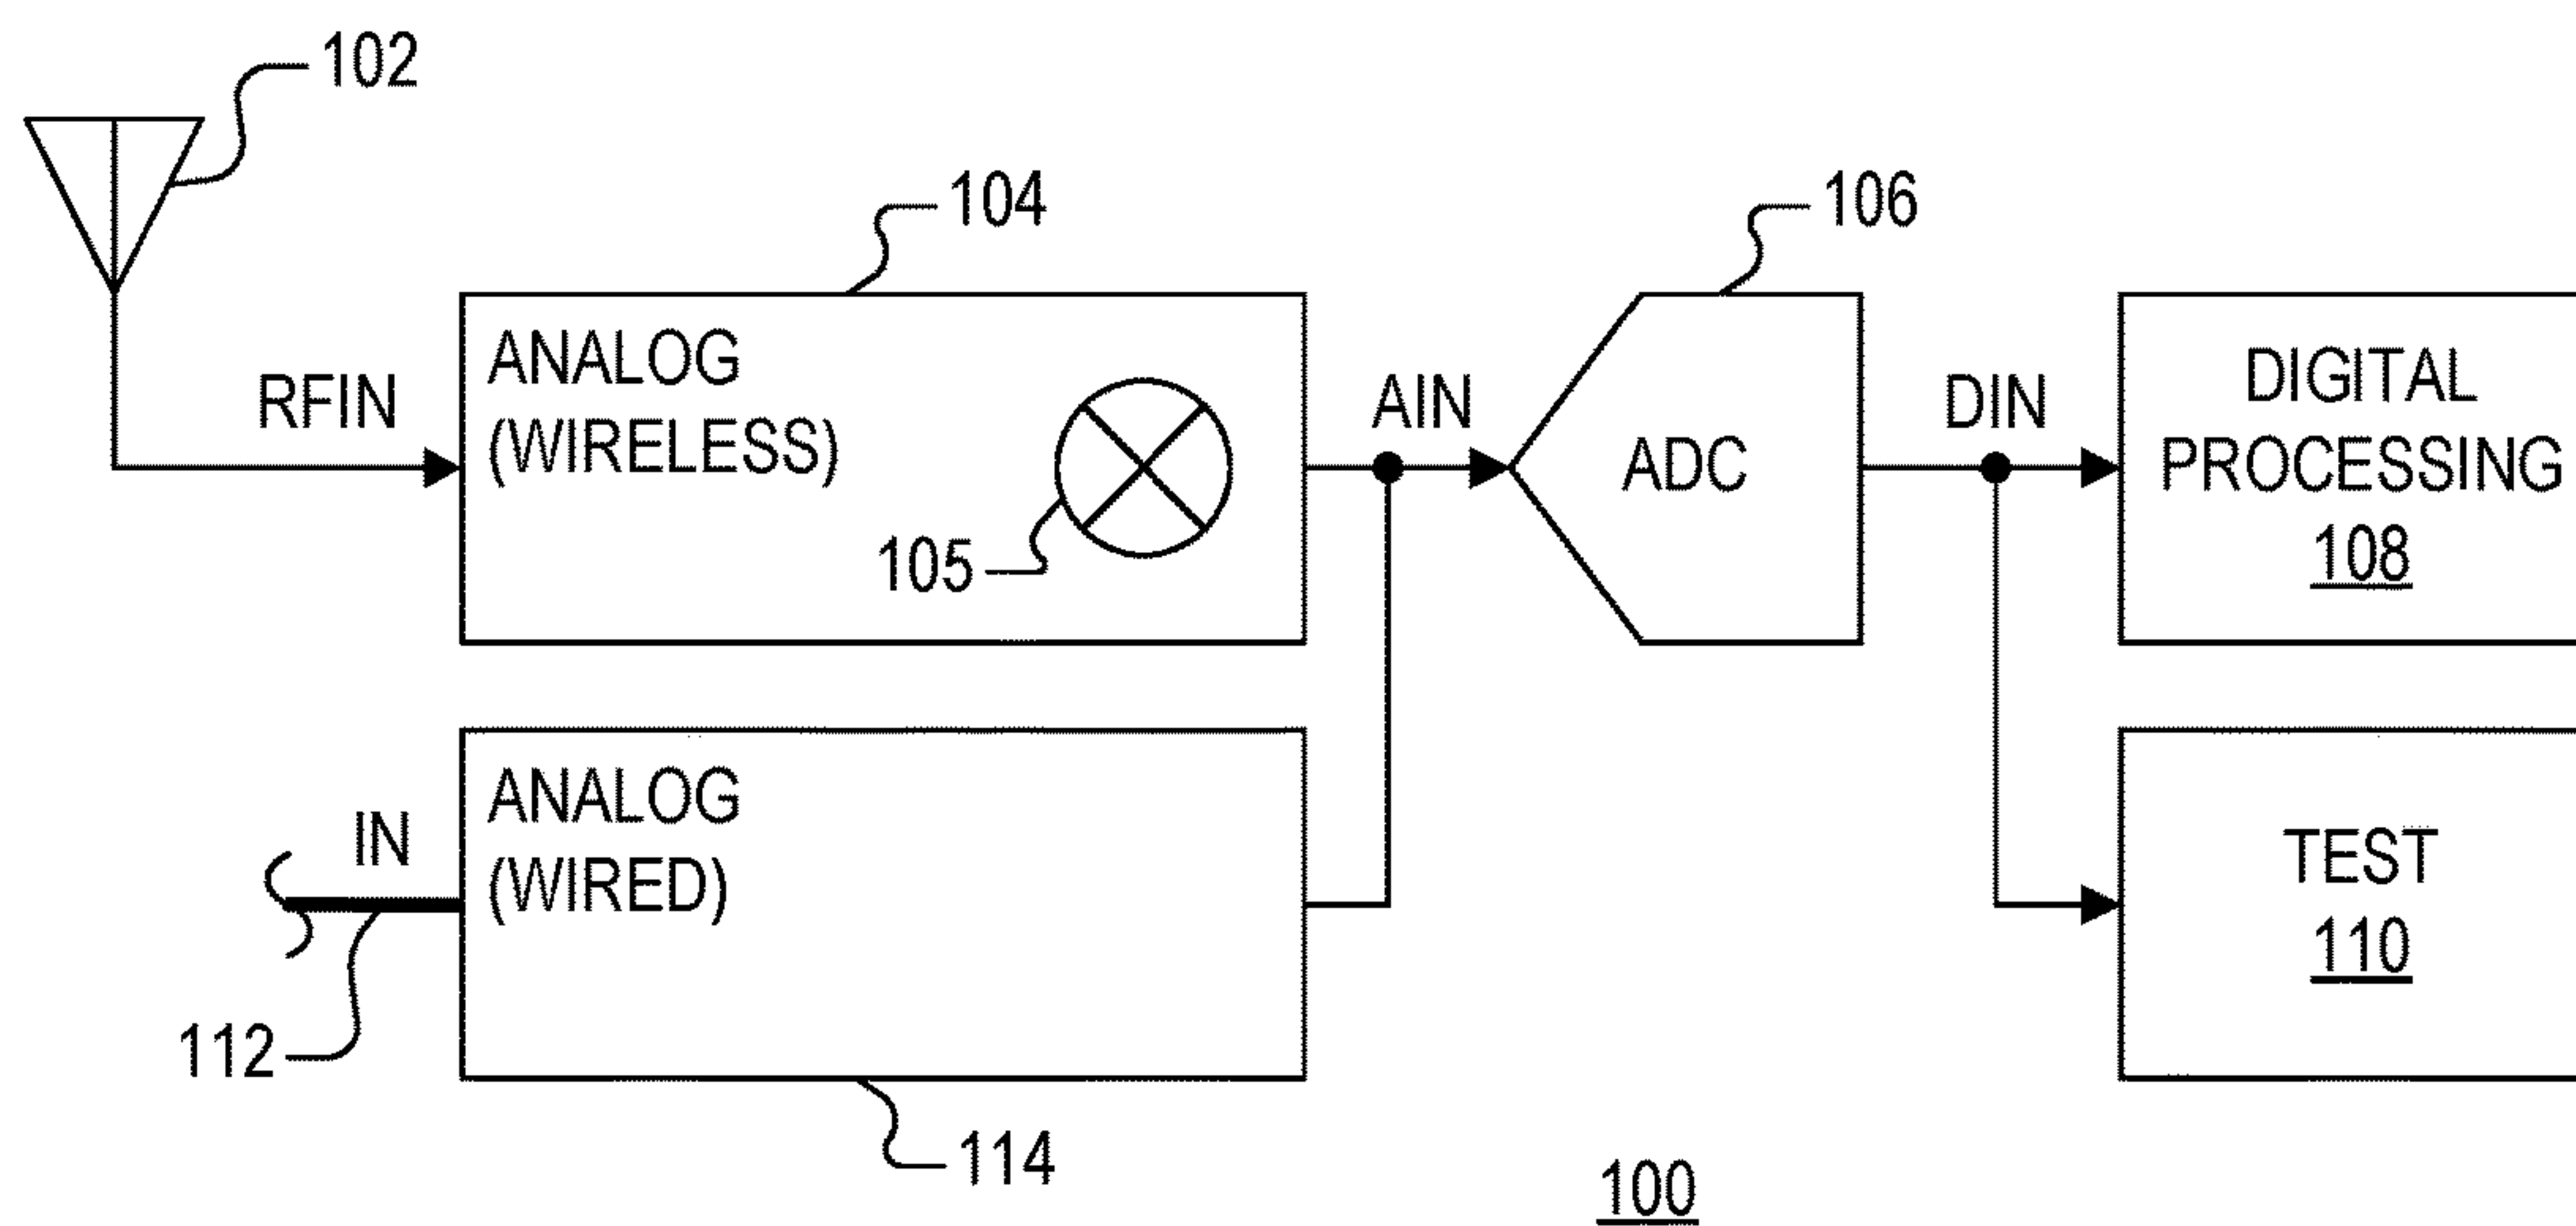 102
104
106
RFIN
ANALOG
(WIRELESS)
105
AIN
ADC
DIN
DIGITAL
PROCESSING
108
IN
112
ANALOG
(WIRED)
114
TEST
110
100